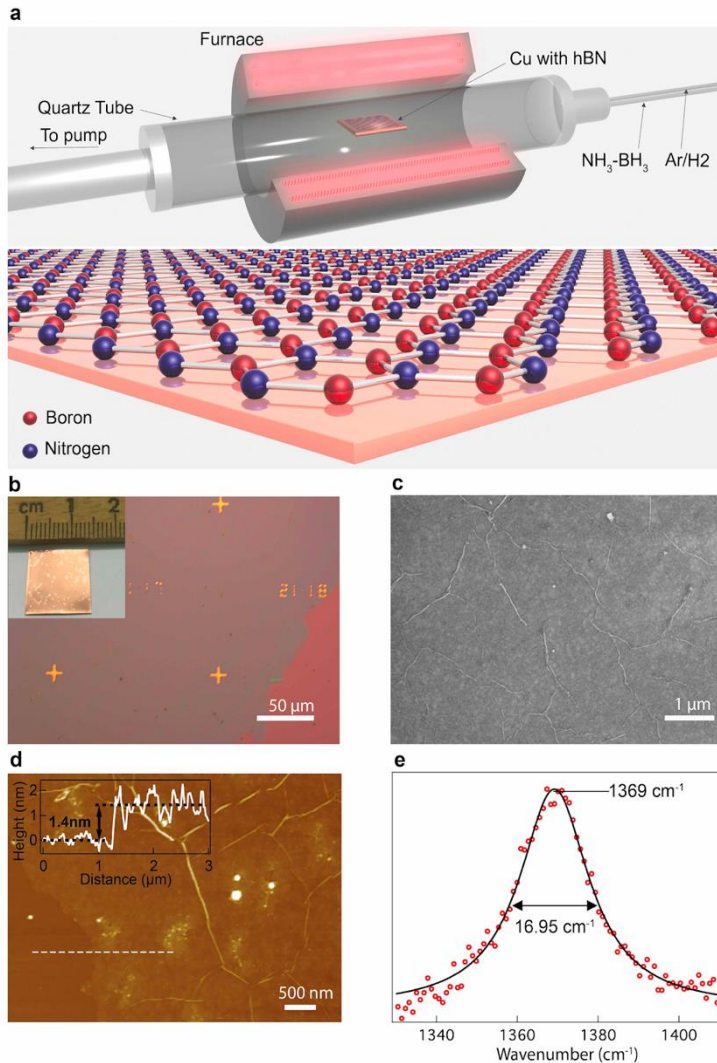 a
Furnace
Cu with hBN
Quartz Tube
To pump
NH₃-BH₃
Ar/H2
Boron
Nitrogen
b
cm 1 2
50 µm
c
1 µm
d
Height (nm)
2
1
0
1.4nm
0 1 2 3
Distance (µm)
500 nm
e
1369 cm⁻¹
16.95 cm⁻¹
1340 1360 1380 1400
Wavenumber (cm⁻¹)